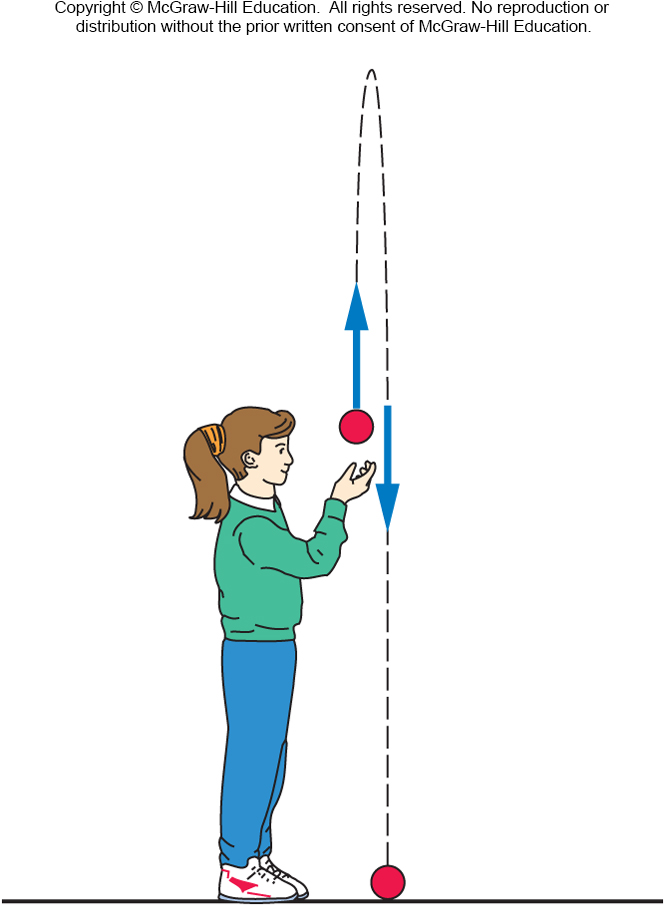 Copyright © McGraw-Hill Education.  All rights reserved. No reproduction or
distribution without the prior written consent of McGraw-Hill Education.